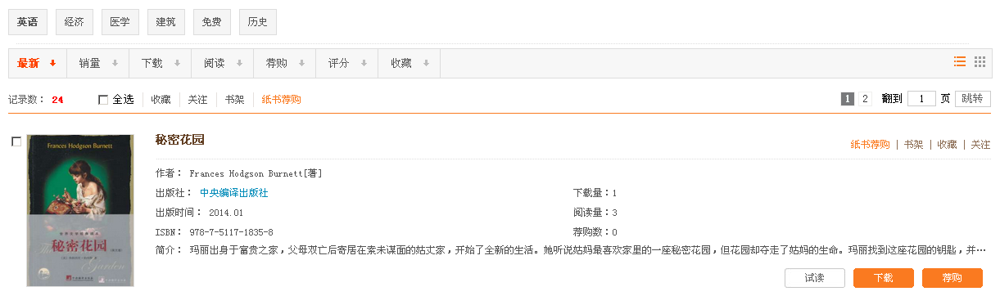 英语 经济 医学 建筑 免费 历史
最新 销量 下载 阅读 荐购 评分 收藏
记录数： 24 全选 收藏 关注 书架 纸书荐购 1 2 翻到 1 页 跳转
秘密花园
纸书荐购 | 书架 | 收藏 | 关注
Frances Hodgson Burnett
秘密花园
Garden
作者： Frances Hodgson Burnett[著]
出版社： 中央编译出版社 下载量：1
出版时间： 2014.01 阅读量：3
ISBN： 978-7-5117-1835-8 荐购数：0
简介： 玛丽出身于富贵之家，父母双亡后寄居在素未谋面的姑丈家，开始了全新的生活。她听说姑妈最喜欢家里的一座秘密花园，但花园却夺走了姑妈的生命。玛丽找到这座花园的钥匙，并…
试读 下载 荐购